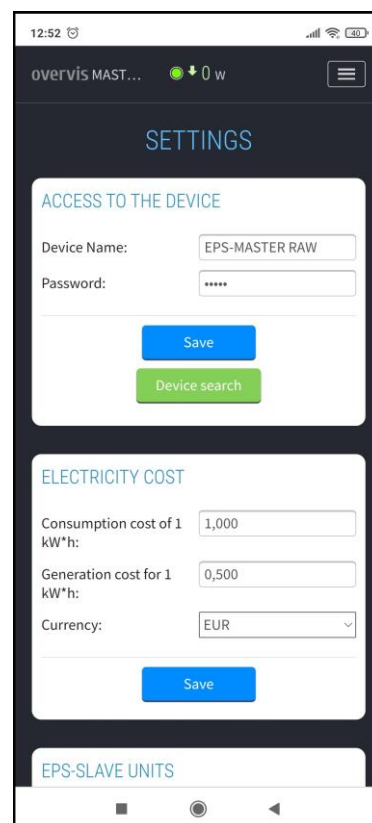 12:52
40
overvis MAST... 0 w
SETTINGS
ACCESS TO THE DEVICE
Device Name: EPS-MASTER RAW
Password: •••••
Save
Device search
ELECTRICITY COST
Consumption cost of 1 1,000
kW*h:
Generation cost for 1 0,500
kW*h:
Currency: EUR
Save
EPS-SLAVE UNITS